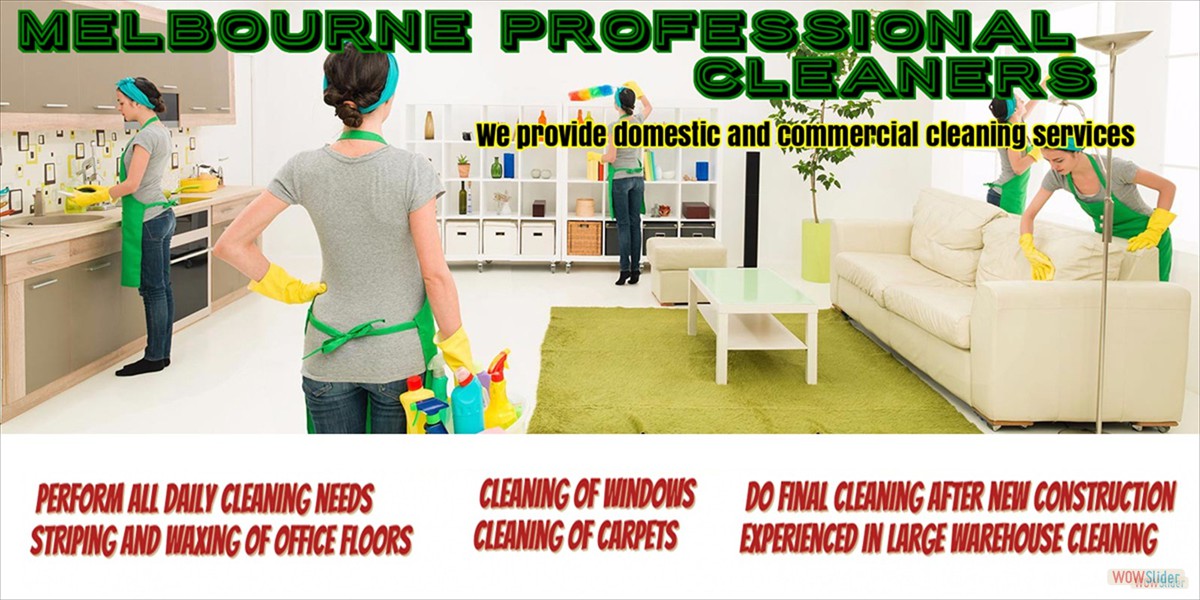 MELBOURNE PROFESSIONAL
CLEANERS
We provide domestic and commercial cleaning services
PERFORM ALL DAILY CLEANING NEEDS
STRIPING AND WAXING OF OFFICE FLOORS
CLEANING OF WINDOWS
CLEANING OF CARPETS
DO FINAL CLEANING AFTER NEW CONSTRUCTION
EXPERIENCED IN LARGE WAREHOUSE CLEANING
WOWSlider
WOWSlider